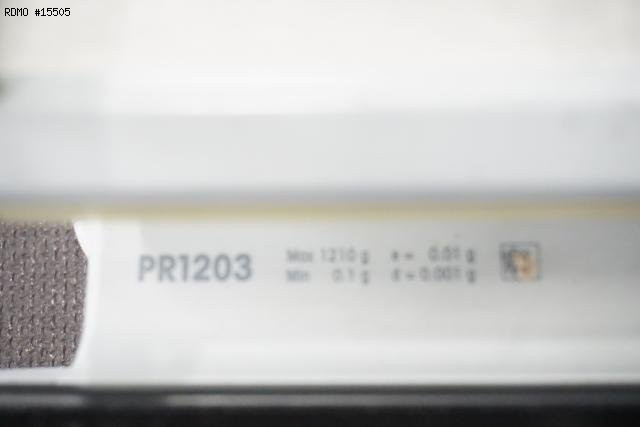 RDMO #15505
PR1203
Max 1210 g e = 0.01 g
Min 0.1 g d = 0.001 g